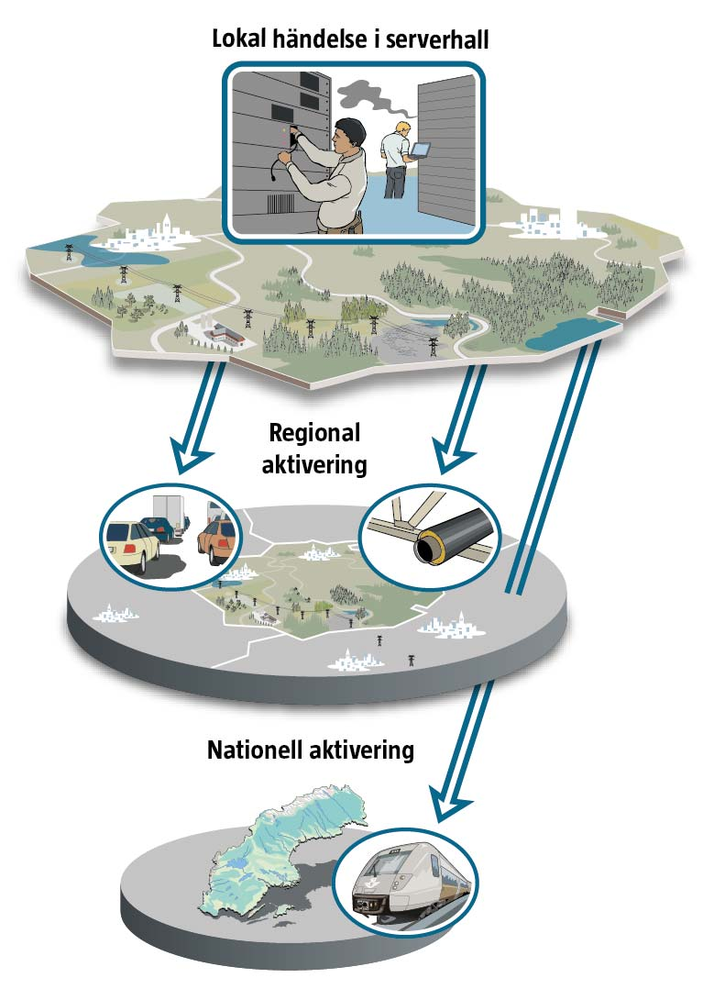 Lokal händelse i serverhall
Regional
aktivering
Nationell aktivering